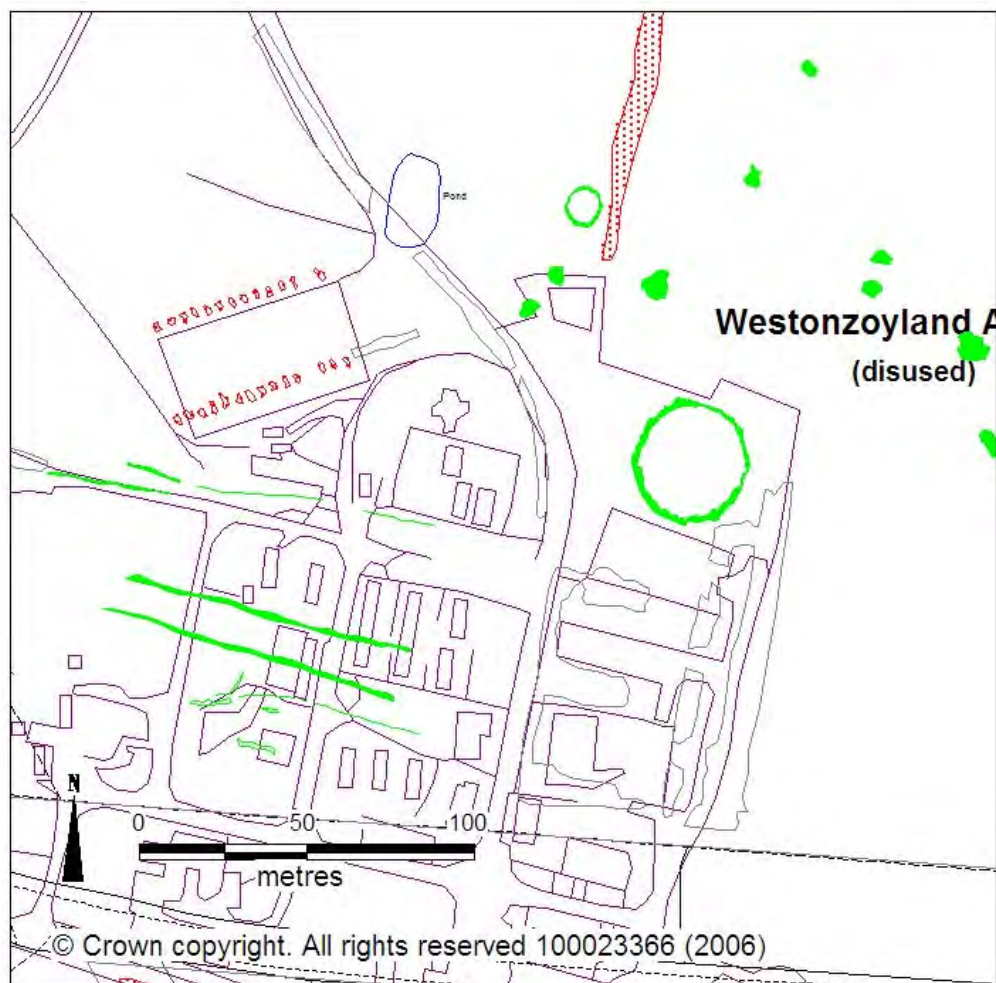 Pond
Westonzoyland A
(disused)
N
0 50 100
metres
© Crown copyright. All rights reserved 100023366 (2006)